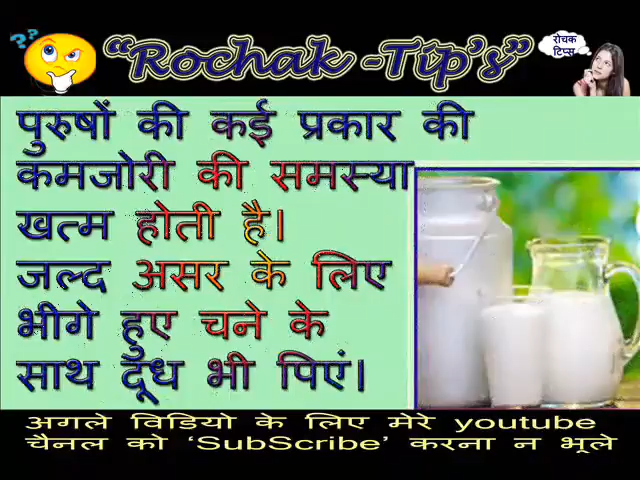 “Rochak -Tip's”
रोचक
टिप्स
पुरुषों की कई प्रकार की
कमजोरी की समस्या
खत्म होती है।
जल्द असर के लिए
भीगे हुए चने के
साथ दूध भी पिएं।
अगले विडियो के लिए मेरे youtube
चैनल को ‘SubScribe’ करना न भूले